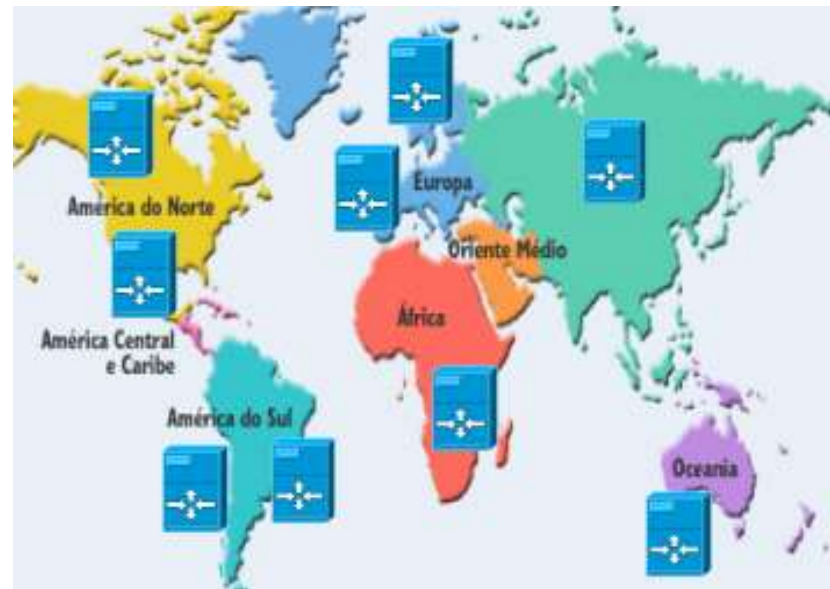 Europa
América do Norte
Oriente Médio
África
América Central
e Caribe
América do Sul
Oceania